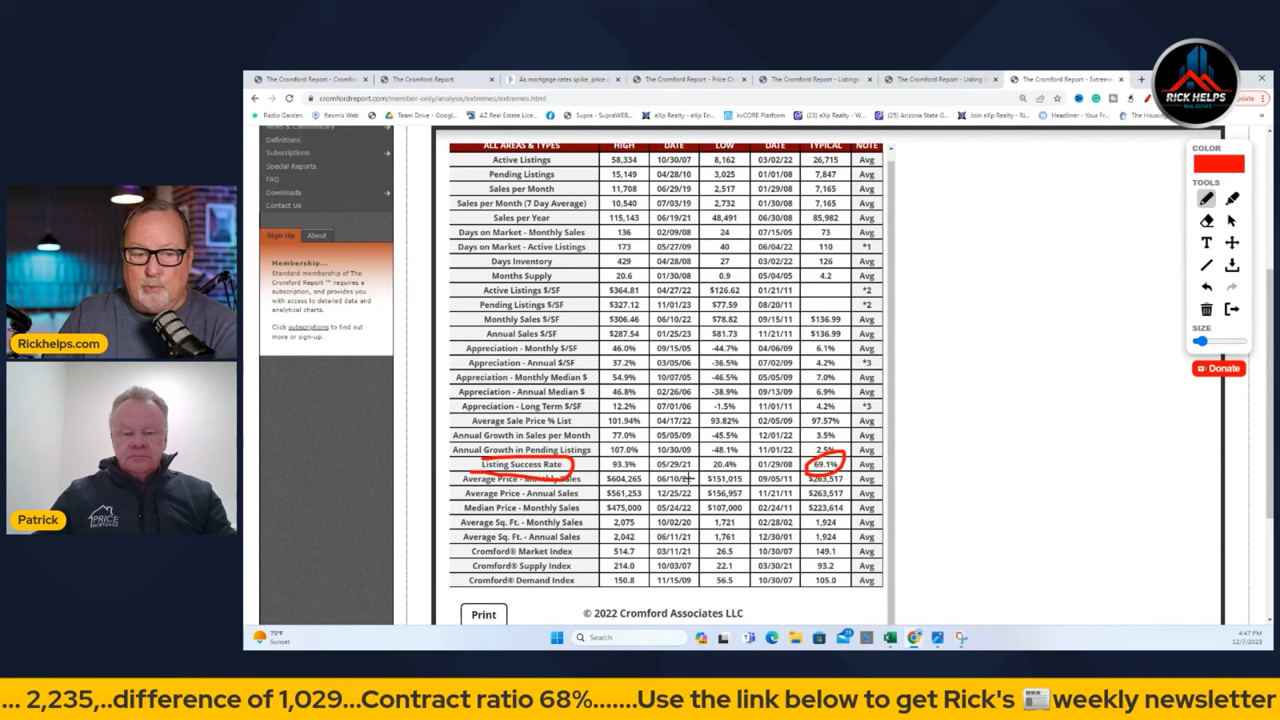 RICK HELPS
REAL ESTATE
The Cromford Report - Cromfo
The Cromford Report
As mortgage rates spike, price c
The Cromford Report - Price Ch
The Cromford Report - Listings
The Cromford Report - Listing S
The Cromford Report - Extreme
cromfordreport.com/member-only/analysis/extremes/extremes.html
Radio Garden
Rexmls Web
Team Drive - Googl...
AZ Real Estate Lice...
Supra - SupraWEB...
eXp Realty - eXp En...
kvCORE Platform
(23) eXp Realty - W...
(25) Arizona State G...
Join eXp Realty - Ri...
Headliner - Your Fr...
The Housing
News & Commentary
Definitions
Subscriptions
Special Reports
FAQ
Downloads
Contact Us
Sign Up About
Membership...
Standard membership of The
Cromford Report ™ requires a
subscription, and provides you
with access to detailed data and
analytical charts.
Click subscriptions to find out
more or sign-up.
ALL AREAS & TYPES HIGH DATE LOW DATE TYPICAL NOTE
Active Listings 58,334 10/30/07 8,162 03/02/22 26,715 Avg
Pending Listings 15,149 04/28/10 3,025 01/01/08 7,847 Avg
Sales per Month 11,708 06/29/19 2,517 01/29/08 7,165 Avg
Sales per Month (7 Day Average) 10,540 07/03/19 2,732 01/30/08 7,165 Avg
Sales per Year 115,143 06/19/21 48,491 06/30/08 85,982 Avg
Days on Market - Monthly Sales 136 02/09/08 24 07/15/05 73 Avg
Days on Market - Active Listings 173 05/27/09 40 06/04/22 110 *1
Days Inventory 429 04/28/08 27 03/02/22 126 Avg
Months Supply 20.6 01/30/08 0.9 05/04/05 4.2 Avg
Active Listings $/SF $364.81 04/27/22 $126.62 01/21/11 *2
Pending Listings $/SF $327.12 11/01/23 $77.59 08/20/11 *2
Monthly Sales $/SF $306.46 06/10/22 $78.82 09/15/11 $136.99 Avg
Annual Sales $/SF $287.54 01/25/23 $81.73 11/21/11 $136.99 Avg
Appreciation - Monthly $/SF 46.0% 09/15/05 -44.7% 04/06/09 6.1% Avg
Appreciation - Annual $/SF 37.2% 03/05/06 -36.5% 07/02/09 4.2% *3
Appreciation - Monthly Median $ 54.9% 10/07/05 -46.5% 05/05/09 7.0% Avg
Appreciation - Annual Median $ 46.8% 02/26/06 -38.9% 09/13/09 6.9% Avg
Appreciation - Long Term $/SF 12.2% 07/01/06 -1.5% 11/01/11 4.2% *3
Average Sale Price % List 101.94% 04/17/22 93.82% 02/05/09 97.57% Avg
Annual Growth in Sales per Month 77.0% 05/05/09 -45.5% 12/01/22 3.5% Avg
Annual Growth in Pending Listings 107.0% 10/30/09 -48.1% 11/01/22 2.5% Avg
Listing Success Rate 93.3% 05/29/21 20.4% 01/29/08 69.1% Avg
Average Price - Monthly Sales $604,265 $151,015 09/05/11 $263,517 Avg
Average Price - Annual Sales $561,253 12/25/22 $156,957 11/21/11 $263,517 Avg
Median Price - Monthly Sales $475,000 05/24/22 $107,000 02/24/11 $223,614 Avg
Average Sq. Ft. - Monthly Sales 2,075 10/02/20 1,721 02/28/02 1,924 Avg
Average Sq. Ft. - Annual Sales 2,042 06/11/21 1,761 12/30/01 1,924 Avg
Cromford® Market Index 514.7 03/11/21 26.5 10/30/07 149.1 Avg
Cromford® Supply Index 214.0 10/03/07 22.1 03/30/21 93.2 Avg
Cromford® Demand Index 150.8 11/15/09 56.5 10/30/07 105.0 Avg
Print © 2022 Cromford Associates LLC
COLOR
TOOLS
SIZE
Donate
Rickhelps.com
PRICE
MORTGAGE
Patrick
75°F
Sunset
Search
4:47 PM
12/7/2023
... 2,235,..difference of 1,029...Contract ratio 68%.......Use the link below to get Rick's weekly newsletter